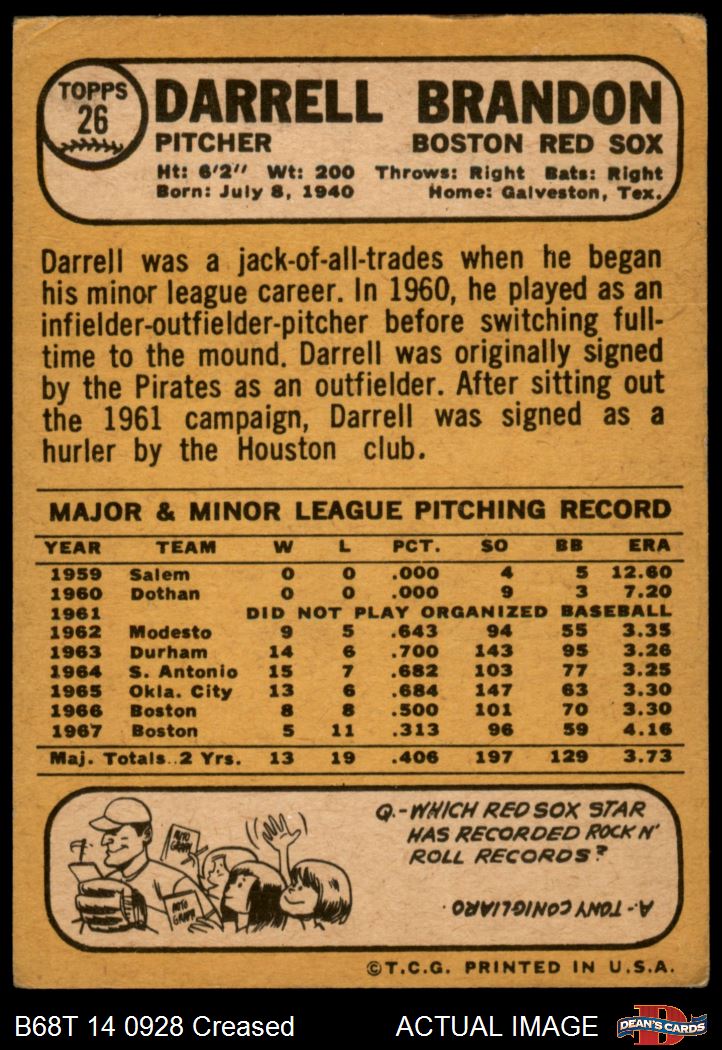 TOPPS
26
DARRELL BRANDON
PITCHER BOSTON RED SOX
Ht: 6'2" Wt: 200 Throws: Right Bats: Right
Born: July 8, 1940 Home: Galveston, Tex.
Darrell was a jack-of-all-trades when he began
his minor league career. In 1960, he played as an
infielder-outfielder-pitcher before switching full-
time to the mound. Darrell was originally signed
by the Pirates as an outfielder. After sitting out
the 1961 campaign, Darrell was signed as a
hurler by the Houston club.
MAJOR & MINOR LEAGUE PITCHING RECORD
YEAR TEAM W L PCT. SO BB ERA
1959 Salem 0 0 .000 4 5 12.60
1960 Dothan 0 0 .000 9 3 7.20
1961 DID NOT PLAY ORGANIZED BASEBALL
1962 Modesto 9 5 .643 94 55 3.35
1963 Durham 14 6 .700 143 95 3.26
1964 S. Antonio 15 7 .682 103 77 3.25
1965 Okla. City 13 6 .684 147 63 3.30
1966 Boston 8 8 .500 101 70 3.30
1967 Boston 5 11 .313 96 59 4.16
Maj. Totals..2 Yrs. 13 19 .406 197 129 3.73
AUTO
GRAPH
AUTO
GRAPH
Q.-WHICH RED SOX STAR
HAS RECORDED ROCK N'
ROLL RECORDS?
A.-TONY CONIGLIARO.
©T.C.G. PRINTED IN U.S.A.
B68T 14 0928 Creased ACTUAL IMAGE
D
DEAN'S CARDS